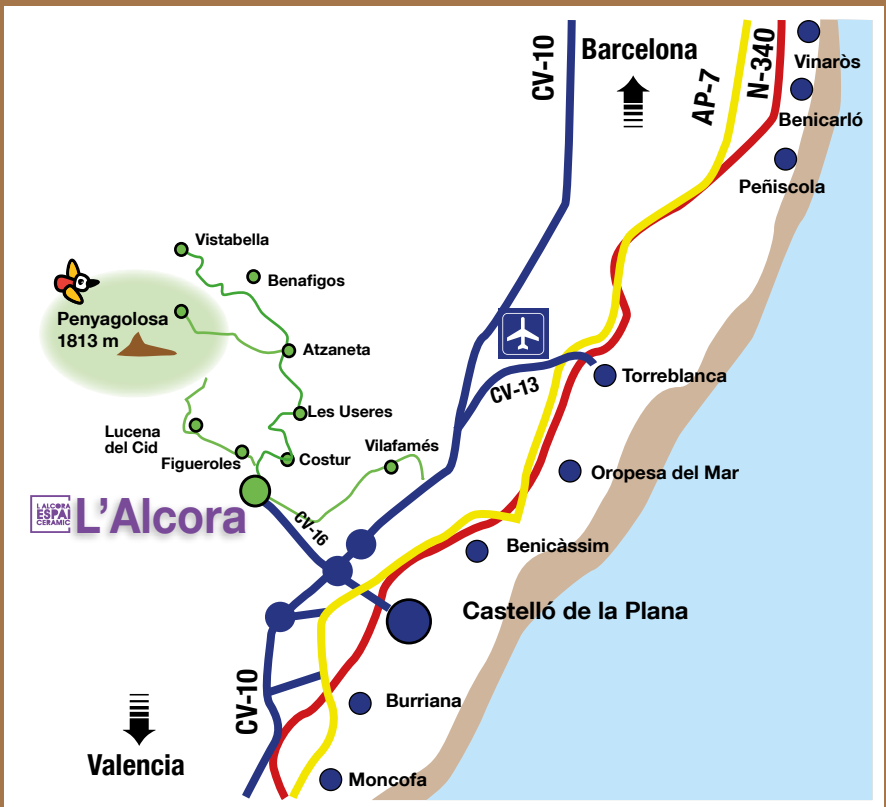 CV-10
Barcelona
AP-7
N-340
Vinaròs
Benicarló
Peñiscola
Vistabella
Benafigos
Penyagolosa
1813 m
Atzaneta
CV-13
Torreblanca
Les Useres
Lucena
del Cid
Figueroles
Costur
Vilafamés
Oropesa del Mar
L'ALCORA
ESPAI
CERÀMIC
L'Alcora
CV-16
Benicàssim
Castelló de la Plana
CV-10
Burriana
Valencia
Moncofa